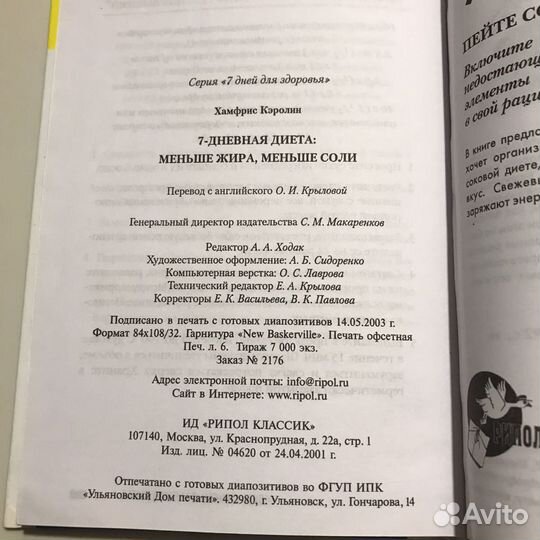 Серия «7 дней для здоровья»
Хамфрис Кэролин
7-ДНЕВНАЯ ДИЕТА:
МЕНЬШЕ ЖИРА, МЕНЬШЕ СОЛИ
Перевод с английского О. И. Крыловой
Генеральный директор издательства С. М. Макаренков
Редактор А. А. Ходак
Художественное оформление: А. Б. Сидоренко
Компьютерная верстка: О. С. Лаврова
Технический редактор Е. А. Крылова
Корректоры Е. К. Васильева, В. К. Павлова
Подписано в печать с готовых диапозитивов 14.05.2003 г.
Формат 84х108/32. Гарнитура «New Baskerville». Печать офсетная
Печ. л. 6. Тираж 7 000 экз.
Заказ № 2176
Адрес электронной почты: info@ripol.ru
Сайт в Интернете: www.ripol.ru
ИД «РИПОЛ КЛАССИК»
107140, Москва, ул. Краснопрудная, д. 22а, стр. 1
Изд. лиц. № 04620 от 24.04.2001 г.
Отпечатано с готовых диапозитивов во ФГУП ИПК
«Ульяновский Дом печати». 432980, г. Ульяновск, ул. Гончарова, 14
ПЕЙТЕ СО
Включите
недостающ
элементы
в свой раци
В книге предло
хочет организ
соковой диете,
вкус. Свежевы
заряжают энер
РИПОЛ
Avito